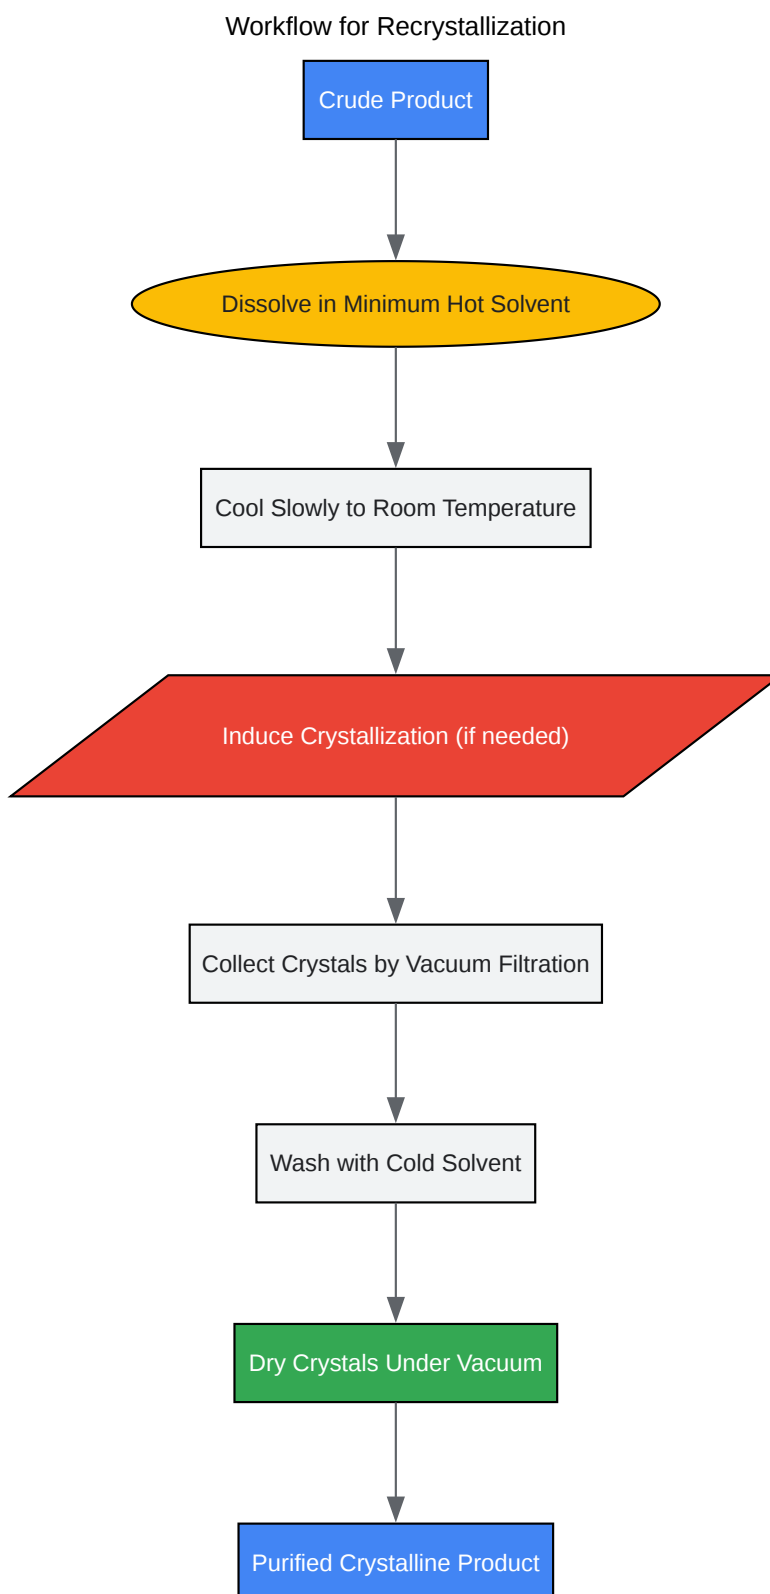 Workflow for Recrystallization
Crude Product
Dissolve in Minimum Hot Solvent
Cool Slowly to Room Temperature
Induce Crystallization (if needed)
Collect Crystals by Vacuum Filtration
Wash with Cold Solvent
Dry Crystals Under Vacuum
Purified Crystalline Product